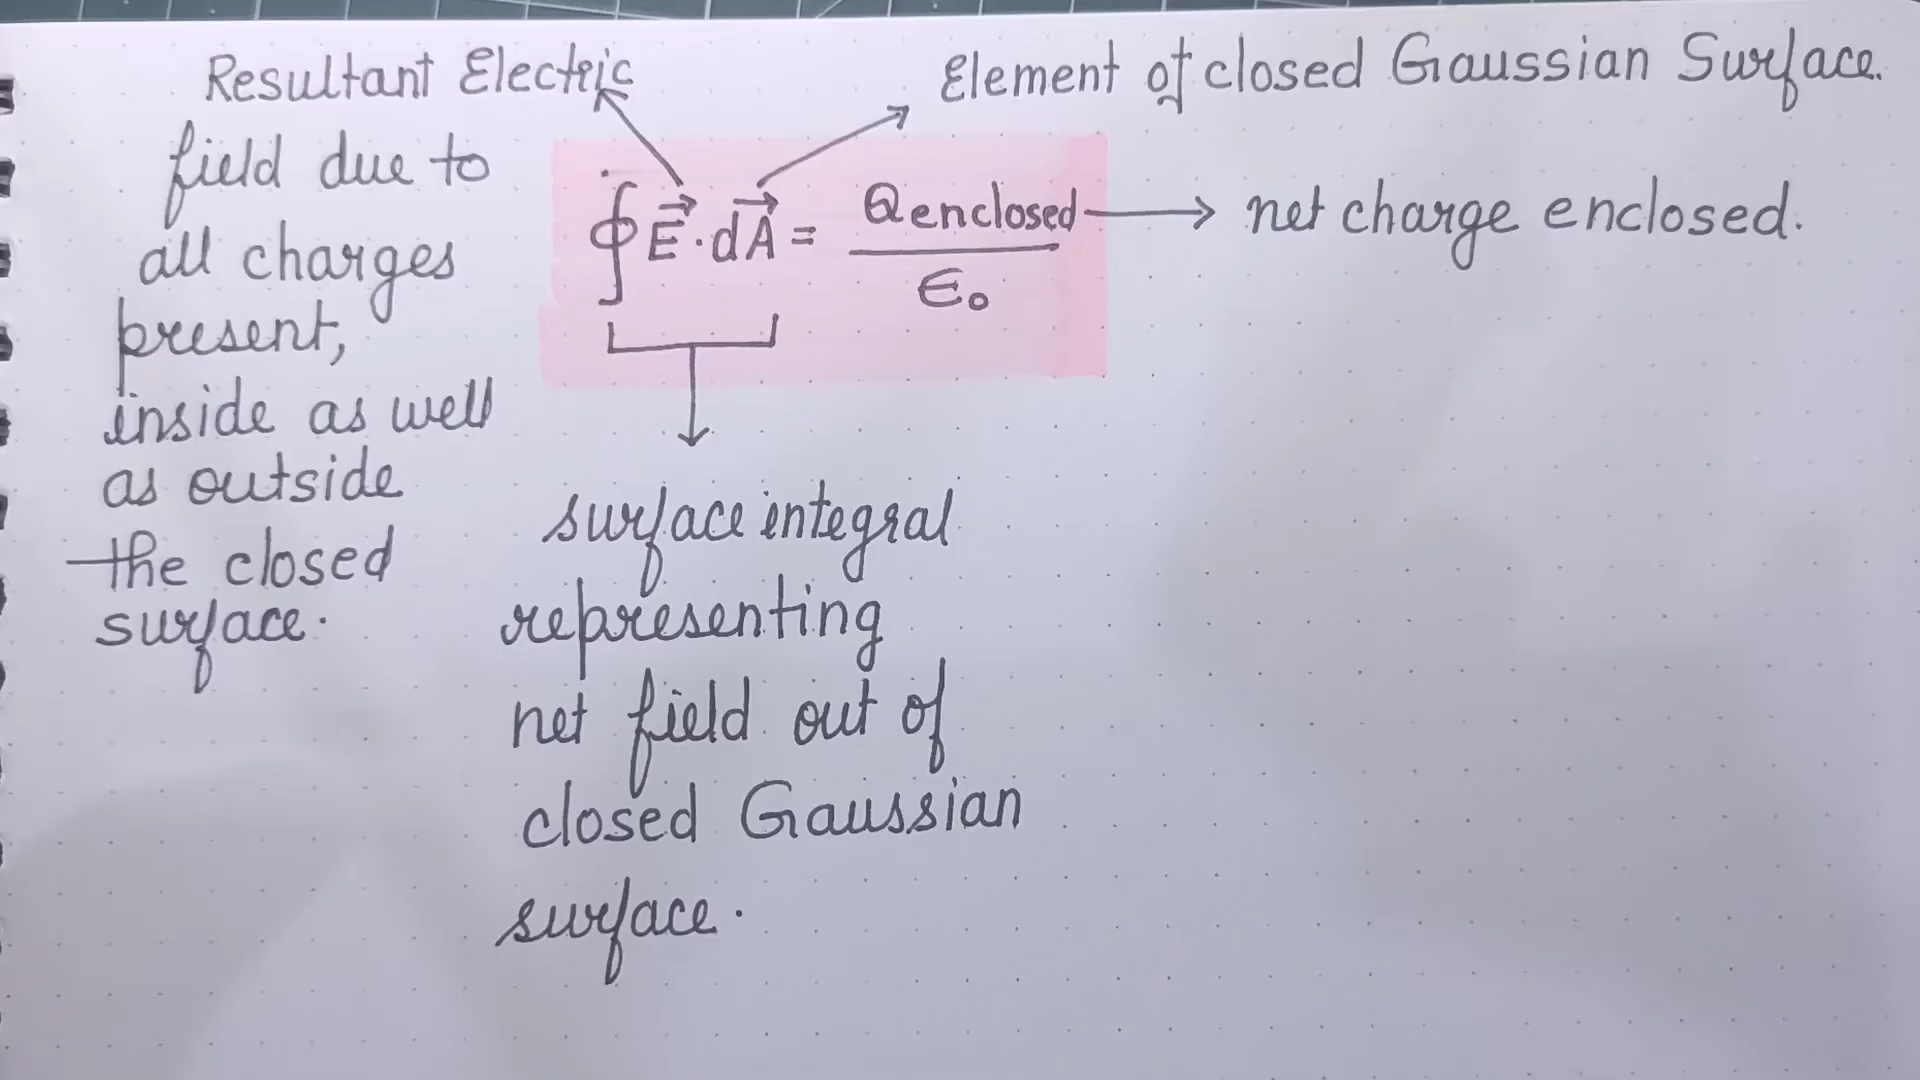 Resultant Electric
field due to
all charges
present,
inside as well
as outside
the closed
surface.
Element of closed Gaussian Surface.
∮E⃗·dA⃗ = Qenclosed/ϵ₀
net charge enclosed.
surface integral
representing
net field out of
closed Gaussian
surface.